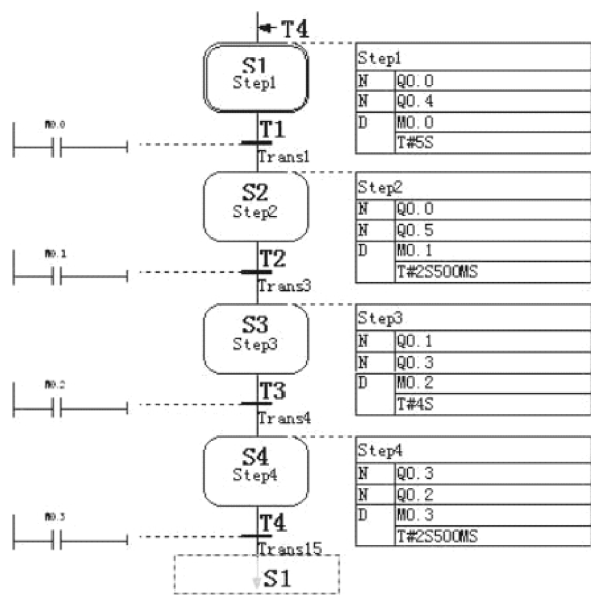 T4
S1
Step1
Step1
N Q0.0
N Q0.4
D M0.0
T#5S
M0.0
T1
Trans1
S2
Step2
Step2
N Q0.0
N Q0.5
D M0.1
T#2S500MS
M0.1
T2
Trans3
S3
Step3
Step3
N Q0.1
N Q0.3
D M0.2
T#4S
M0.2
T3
Trans4
S4
Step4
Step4
N Q0.3
N Q0.2
D M0.3
T#2S500MS
M0.3
T4
Trans15
S1